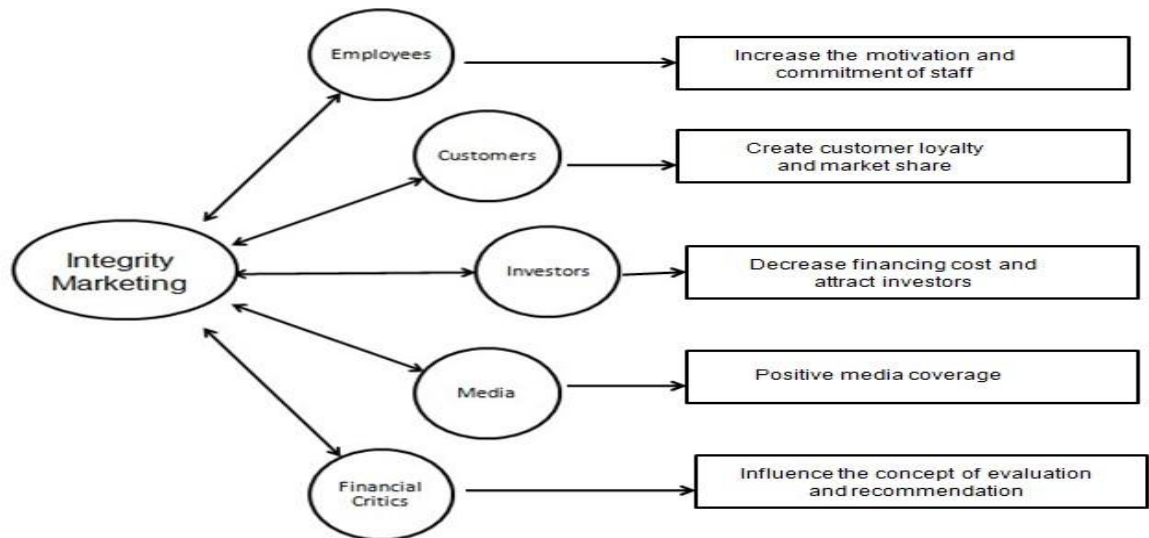 Employees
Increase the motivation and
commitment of staff
Customers
Create customer loyalty
and market share
Integrity
Marketing
Investors
Decrease financing cost and
attract investors
Media
Positive media coverage
Financial
Critics
Influence the concept of evaluation
and recommendation